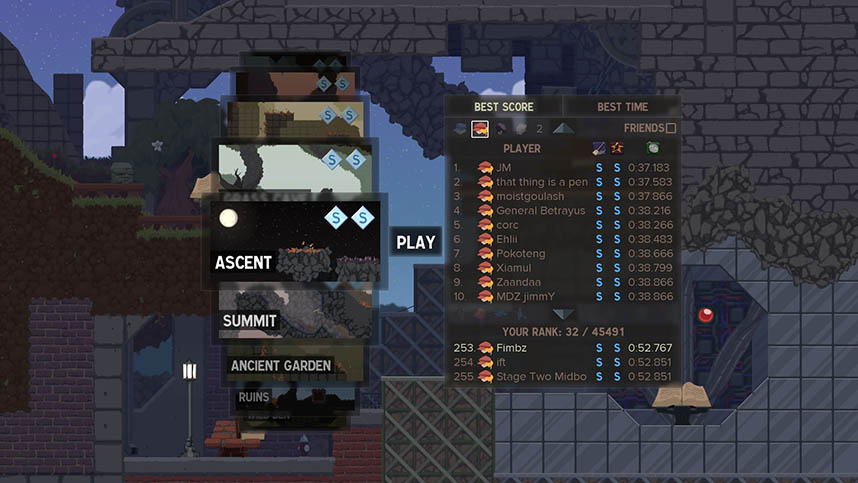 BEST SCORE BEST TIME
2 FRIENDS
PLAYER
1. JM S S 0:37.183
2. that thing is a pen S S 0:37.583
3. moistgoulash S S 0:37.866
4. General Betrayus S S 0:38.216
5. corc S S 0:38.266
6. Ehlii S S 0:38.483
7. Pokoteng S S 0:38.666
8. Xiamul S S 0:38.799
9. Zaandaa S S 0:38.866
10. MDZ jimmY S S 0:38.866
YOUR RANK: 32 / 45491
253. Fimbz S S 0:52.767
254. ift S S 0:52.851
255. Stage Two Midbo S S 0:52.851
S S
S S
S S
S S
ASCENT
PLAY
SUMMIT
ANCIENT GARDEN
RUINS